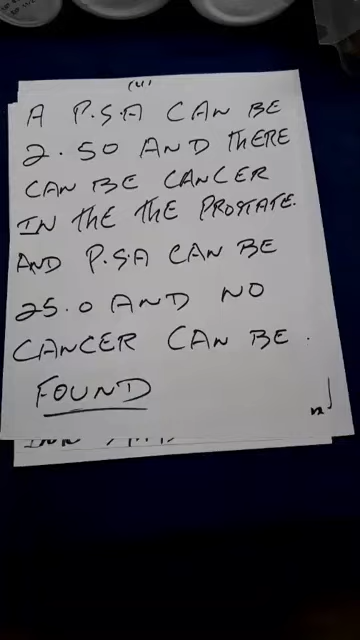 (4)
A P.S.A CAN BE
2.50 AND THERE
CAN BE CANCER
IN THE THE PROSTATE.
AND P.S.A CAN BE
25.0 AND NO
CANCER CAN BE.
FOUND